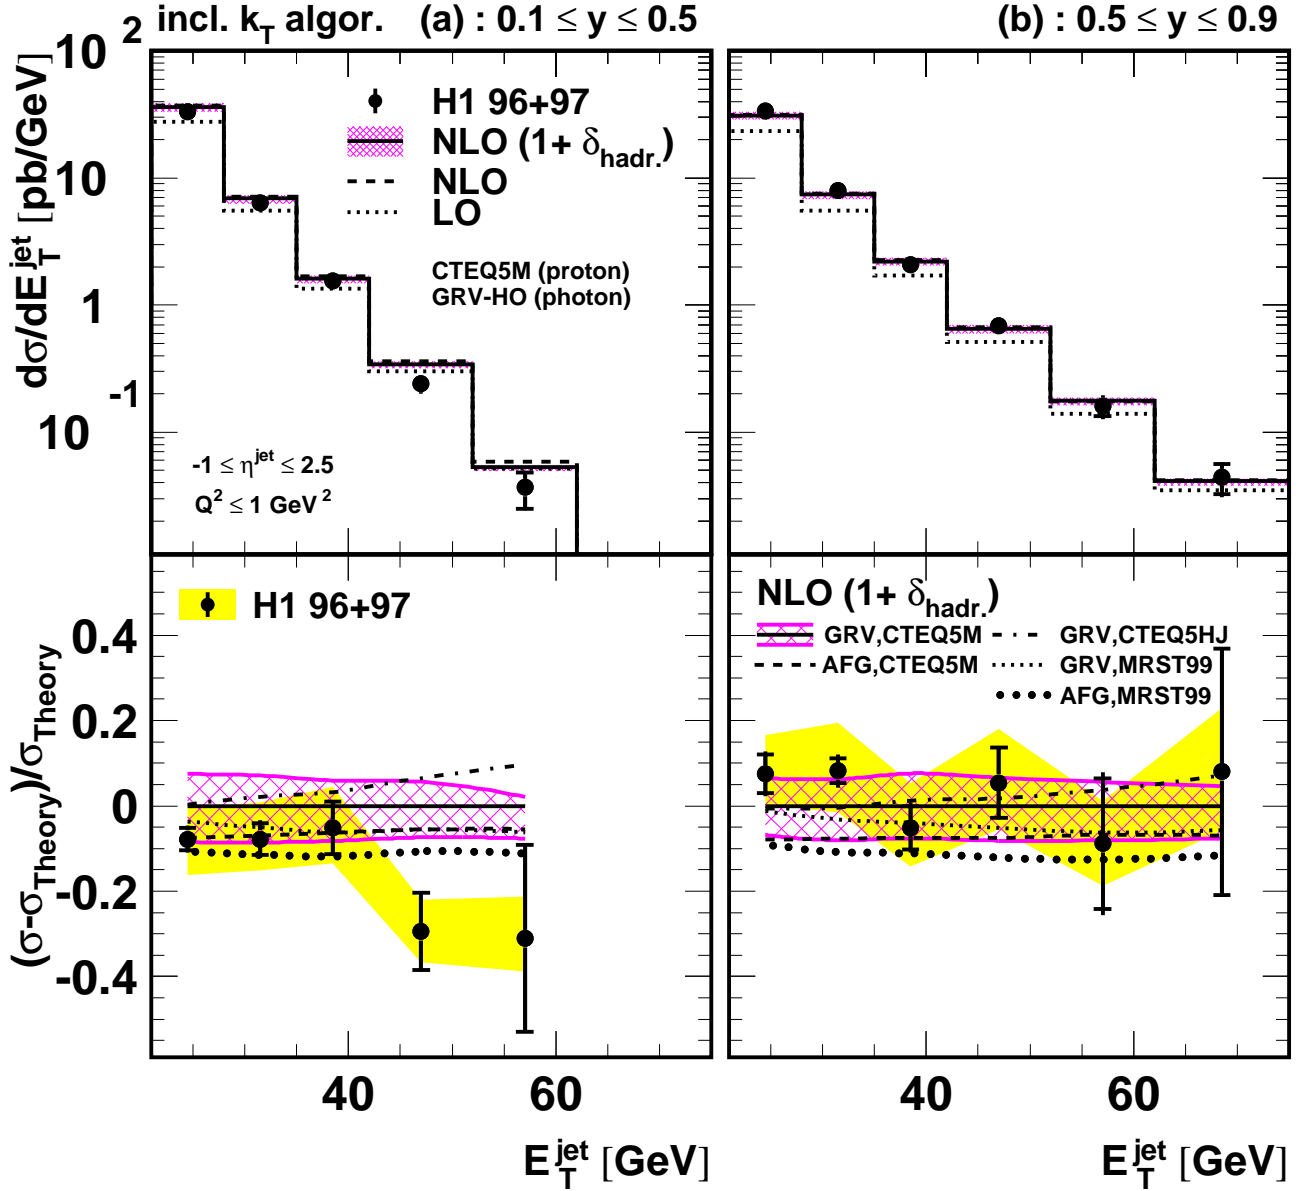 incl. k_T algor. (a) : 0.1 ≤ y ≤ 0.5
(b) : 0.5 ≤ y ≤ 0.9
dσ/dE_T^jet [pb/GeV]
10^2
10
1
10^-1
H1 96+97
NLO (1+ δ_hadr.)
NLO
LO
CTEQ5M (proton)
GRV-HO (photon)
-1 ≤ η^jet ≤ 2.5
Q^2 ≤ 1 GeV^2
(σ-σ_Theory)/σ_Theory
0.4
0.2
0
-0.2
-0.4
H1 96+97
NLO (1+ δ_hadr.)
GRV,CTEQ5M
GRV,CTEQ5HJ
AFG,CTEQ5M
GRV,MRST99
AFG,MRST99
40 60
40 60
E_T^jet [GeV]
E_T^jet [GeV]